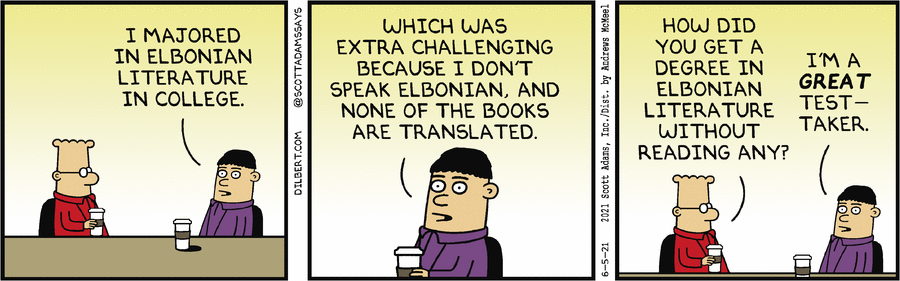 I MAJORED
IN ELBONIAN
LITERATURE
IN COLLEGE.
DILBERT.COM @SCOTTADAMSSAYS
WHICH WAS
EXTRA CHALLENGING
BECAUSE I DON'T
SPEAK ELBONIAN, AND
NONE OF THE BOOKS
ARE TRANSLATED.
6-5-21 2021 Scott Adams, Inc./Dist. by Andrews McMeel
HOW DID
YOU GET A
DEGREE IN
ELBONIAN
LITERATURE
WITHOUT
READING ANY?
I'M A
GREAT
TEST—
TAKER.